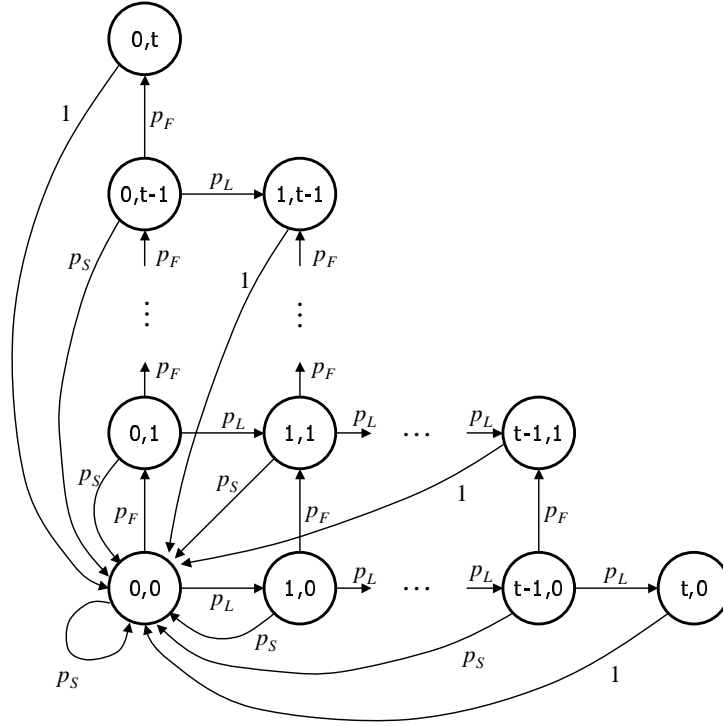 0,t
1
p_F
0,t-1
p_L
1,t-1
p_S
p_F
1
p_F
⋮
⋮
p_F
p_F
0,1
p_L
1,1
p_L
⋯
p_L
t-1,1
p_S
p_S
1
p_F
p_F
p_F
0,0
p_L
1,0
p_L
⋯
p_L
t-1,0
p_L
t,0
p_S
p_S
p_S
1